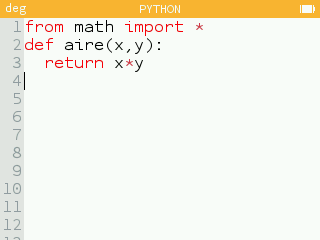 deg PYTHON
1 from math import *
2 def aire(x,y):
3   return x*y
4
5
6
7
8
9
10
11
12